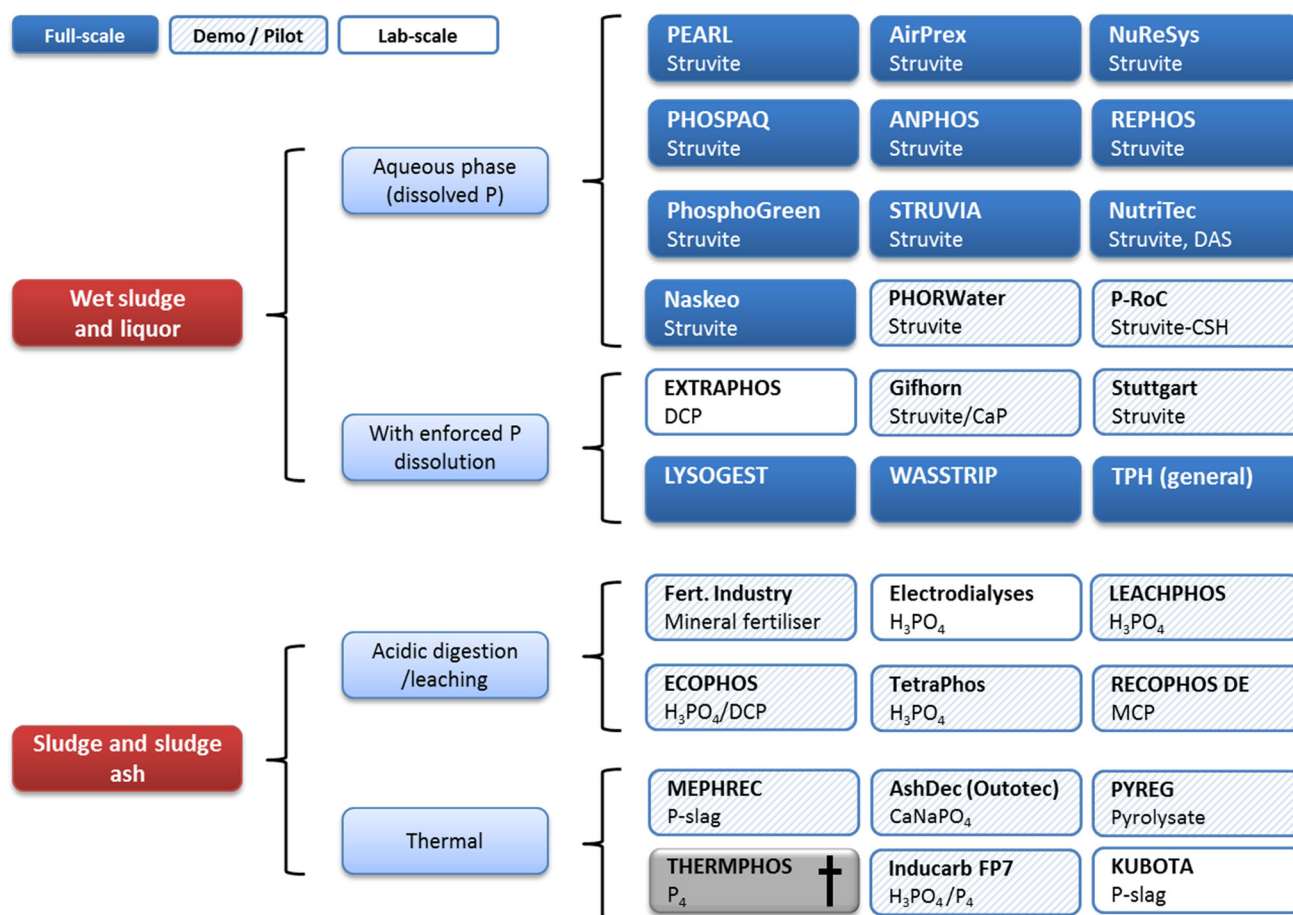 Full-scale
Demo / Pilot
Lab-scale
Wet sludge
and liquor
Aqueous phase
(dissolved P)
PEARL
Struvite
AirPrex
Struvite
NuReSys
Struvite
PHOSPAQ
Struvite
ANPHOS
Struvite
REPHOS
Struvite
PhosphoGreen
Struvite
STRUVIA
Struvite
NutriTec
Struvite, DAS
Naskeo
Struvite
PHORWater
Struvite
P-RoC
Struvite-CSH
With enforced P
dissolution
EXTRAPHOS
DCP
Gifhorn
Struvite/CaP
Stuttgart
Struvite
LYSOGEST
WASSTRIP
TPH (general)
Sludge and sludge
ash
Acidic digestion
/leaching
Fert. Industry
Mineral fertiliser
Electrodialyses
H₃PO₄
LEACHPHOS
H₃PO₄
ECOPHOS
H₃PO₄/DCP
TetraPhos
H₃PO₄
RECOPHOS DE
MCP
Thermal
MEPHREC
P-slag
AshDec (Outotec)
CaNaPO₄
PYREG
Pyrolysate
THERMPHOS
P₄
Inducarb FP7
H₃PO₄/P₄
KUBOTA
P-slag